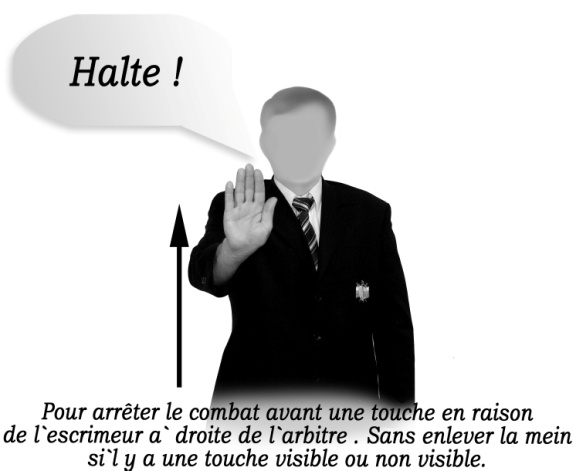 Halte !
Pour arrêter le combat avant une touche en raison
de l`escrimeur a` droite de l`arbitre . Sans enlever la mein
si`l y a une touche visible ou non visible.